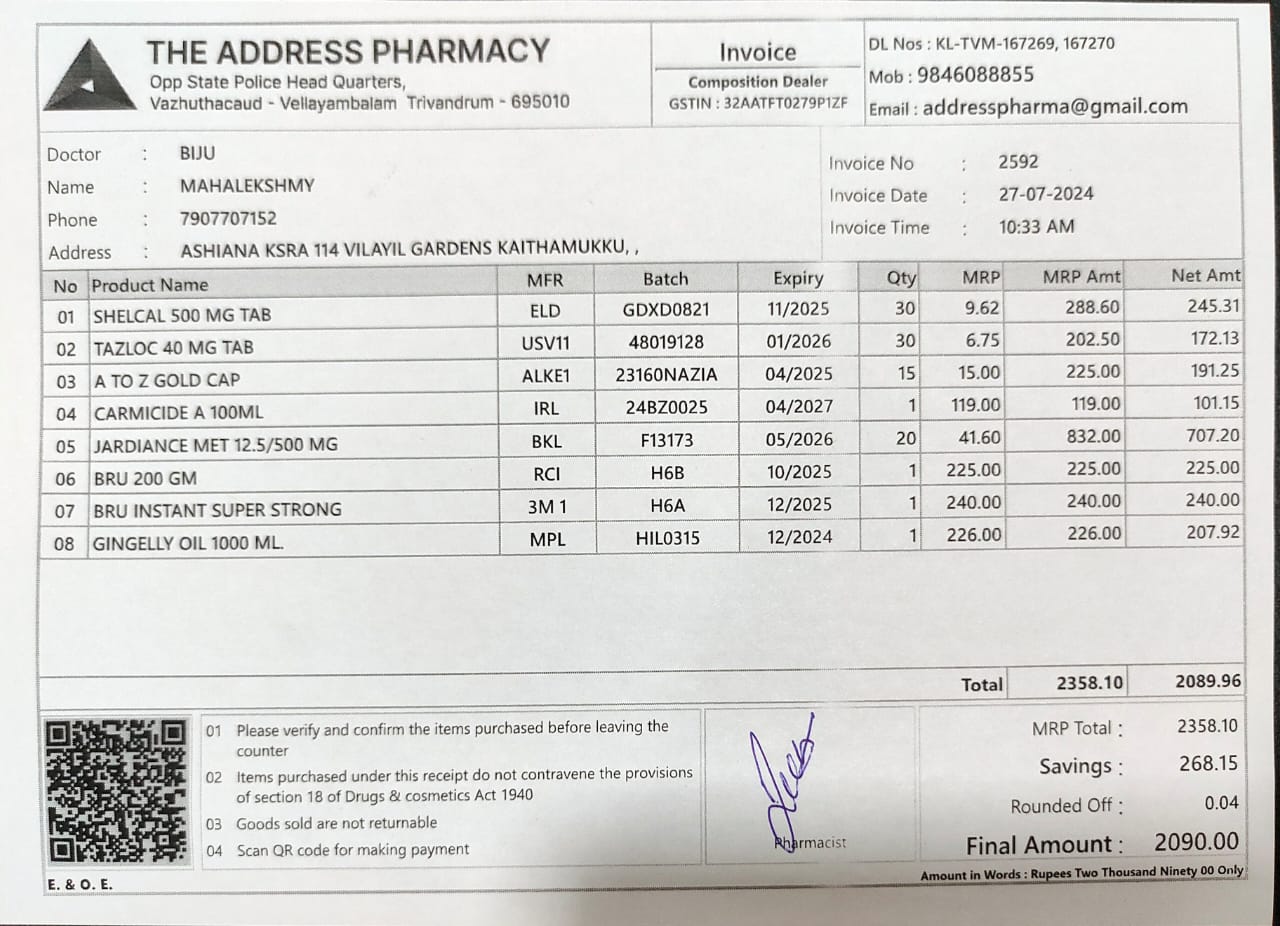 THE ADDRESS PHARMACY
Opp State Police Head Quarters,
Vazhuthacaud - Vellayambalam Trivandrum - 695010
Invoice
Composition Dealer
GSTIN : 32AATFT0279P1ZF
DL Nos : KL-TVM-167269, 167270
Mob : 9846088855
Email : addresspharma@gmail.com
Doctor : BIJU
Name : MAHALEKSHMY
Phone : 7907707152
Address : ASHIANA KSRA 114 VILAYIL GARDENS KAITHAMUKKU, ,
Invoice No : 2592
Invoice Date : 27-07-2024
Invoice Time : 10:33 AM
No Product Name MFR Batch Expiry Qty MRP MRP Amt Net Amt
01 SHELCAL 500 MG TAB ELD GDXD0821 11/2025 30 9.62 288.60 245.31
02 TAZLOC 40 MG TAB USV11 48019128 01/2026 30 6.75 202.50 172.13
03 A TO Z GOLD CAP ALKE1 23160NAZIA 04/2025 15 15.00 225.00 191.25
04 CARMICIDE A 100ML IRL 24BZ0025 04/2027 1 119.00 119.00 101.15
05 JARDIANCE MET 12.5/500 MG BKL F13173 05/2026 20 41.60 832.00 707.20
06 BRU 200 GM RCI H6B 10/2025 1 225.00 225.00 225.00
07 BRU INSTANT SUPER STRONG 3M 1 H6A 12/2025 1 240.00 240.00 240.00
08 GINGELLY OIL 1000 ML. MPL HIL0315 12/2024 1 226.00 226.00 207.92
Total 2358.10 2089.96
01 Please verify and confirm the items purchased before leaving the
counter
02 Items purchased under this receipt do not contravene the provisions
of section 18 of Drugs & cosmetics Act 1940
03 Goods sold are not returnable
04 Scan QR code for making payment
Pharmacist
MRP Total : 2358.10
Savings : 268.15
Rounded Off : 0.04
Final Amount : 2090.00
E. & O. E.
Amount in Words : Rupees Two Thousand Ninety 00 Only